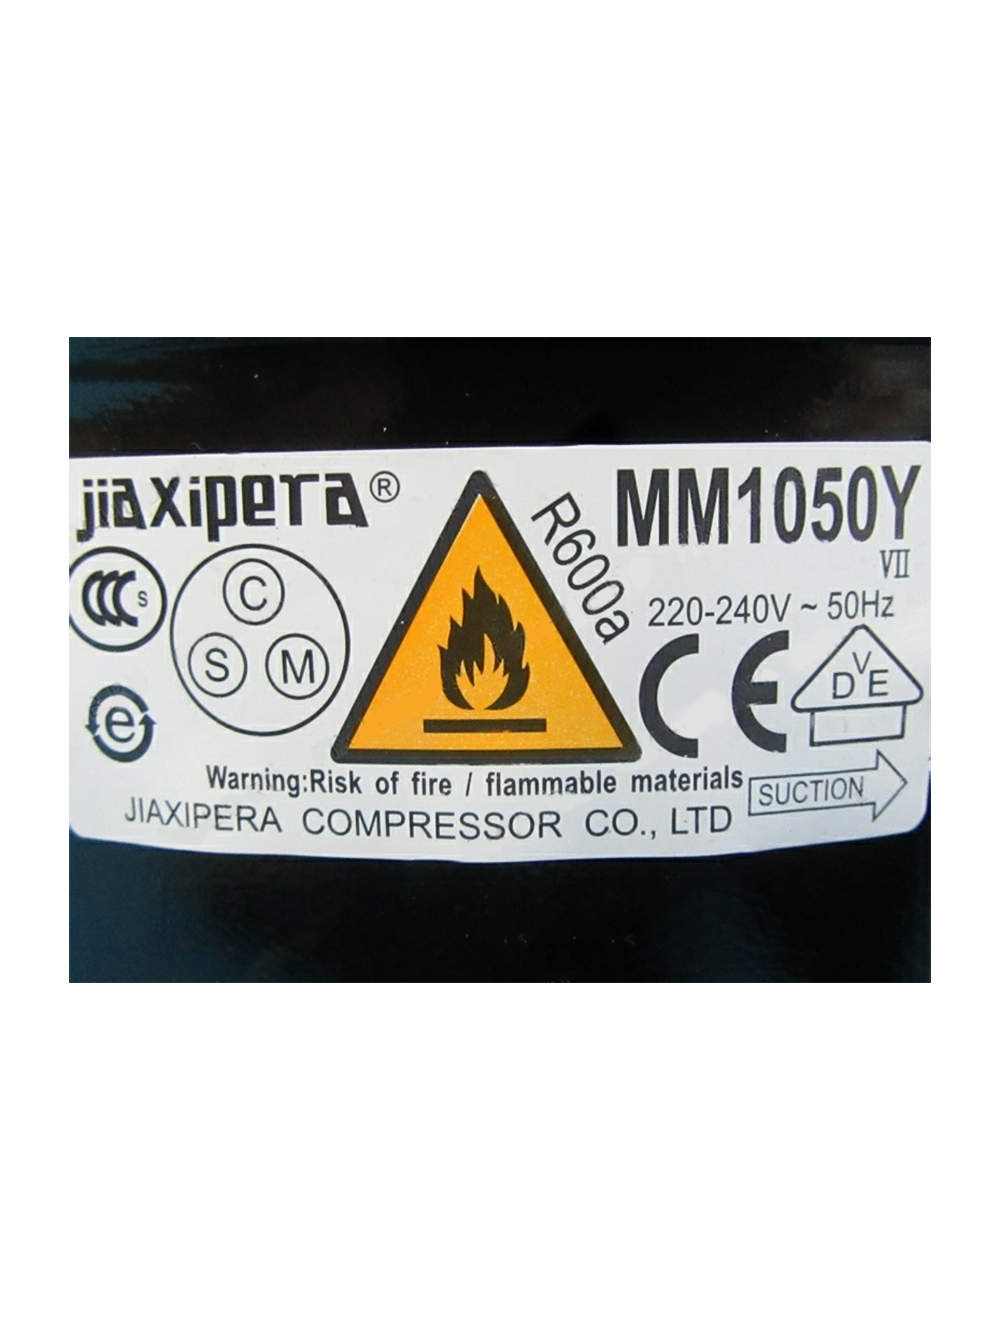 jiaxipera®
MM1050Y
VII
R600a
220-240V ~ 50Hz
CCC S
C
S M
e
CE
VDE
Warning:Risk of fire / flammable materials
SUCTION
JIAXIPERA COMPRESSOR CO., LTD